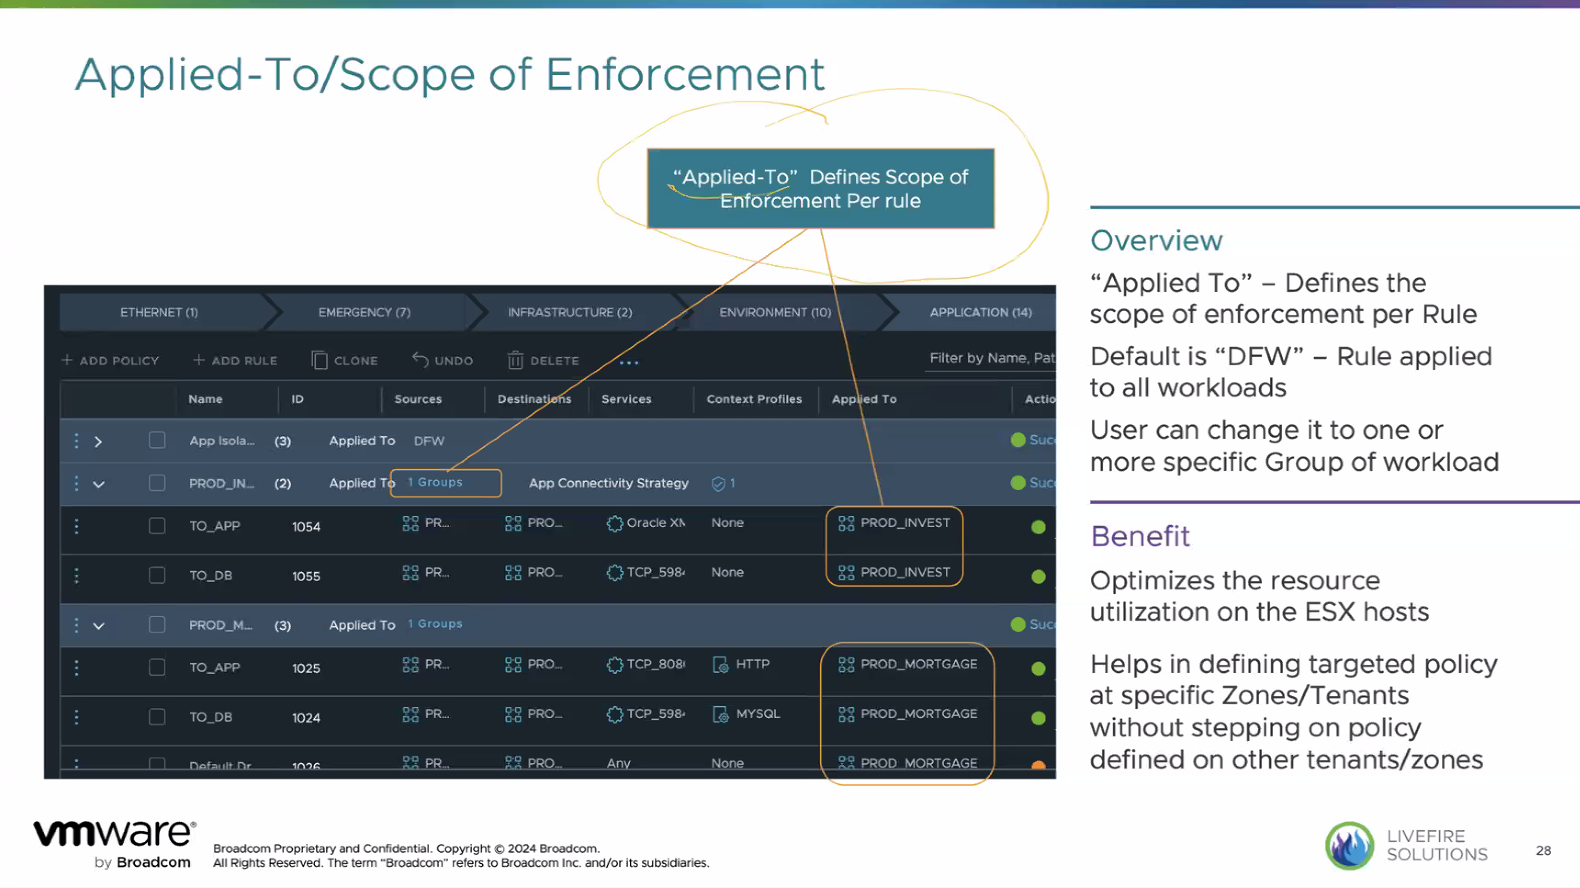 Applied-To/Scope of Enforcement
“Applied-To” Defines Scope of
Enforcement Per rule
ETHERNET (1) EMERGENCY (7) INFRASTRUCTURE (2) ENVIRONMENT (10) APPLICATION (14)
+ ADD POLICY + ADD RULE CLONE UNDO DELETE ... Filter by Name, Pat
Name ID Sources Destinations Services Context Profiles Applied To Actio
App Isola... (3) Applied To DFW Succ
PROD_IN... (2) Applied To 1 Groups App Connectivity Strategy 1 Succ
TO_APP 1054 PR... PRO... Oracle XM None PROD_INVEST
TO_DB 1055 PR... PRO... TCP_598 None PROD_INVEST
PROD_M... (3) Applied To 1 Groups Succ
TO_APP 1025 PR... PRO... TCP_808 HTTP PROD_MORTGAGE
TO_DB 1024 PR... PRO... TCP_598 MYSQL PROD_MORTGAGE
Default Dr 1026 PR... PRO... Any None PROD_MORTGAGE
Overview
“Applied To” – Defines the
scope of enforcement per Rule
Default is “DFW” – Rule applied
to all workloads
User can change it to one or
more specific Group of workload
Benefit
Optimizes the resource
utilization on the ESX hosts
Helps in defining targeted policy
at specific Zones/Tenants
without stepping on policy
defined on other tenants/zones
vmware®
by Broadcom
Broadcom Proprietary and Confidential. Copyright © 2024 Broadcom.
All Rights Reserved. The term “Broadcom” refers to Broadcom Inc. and/or its subsidiaries.
LIVEFIRE
SOLUTIONS
28